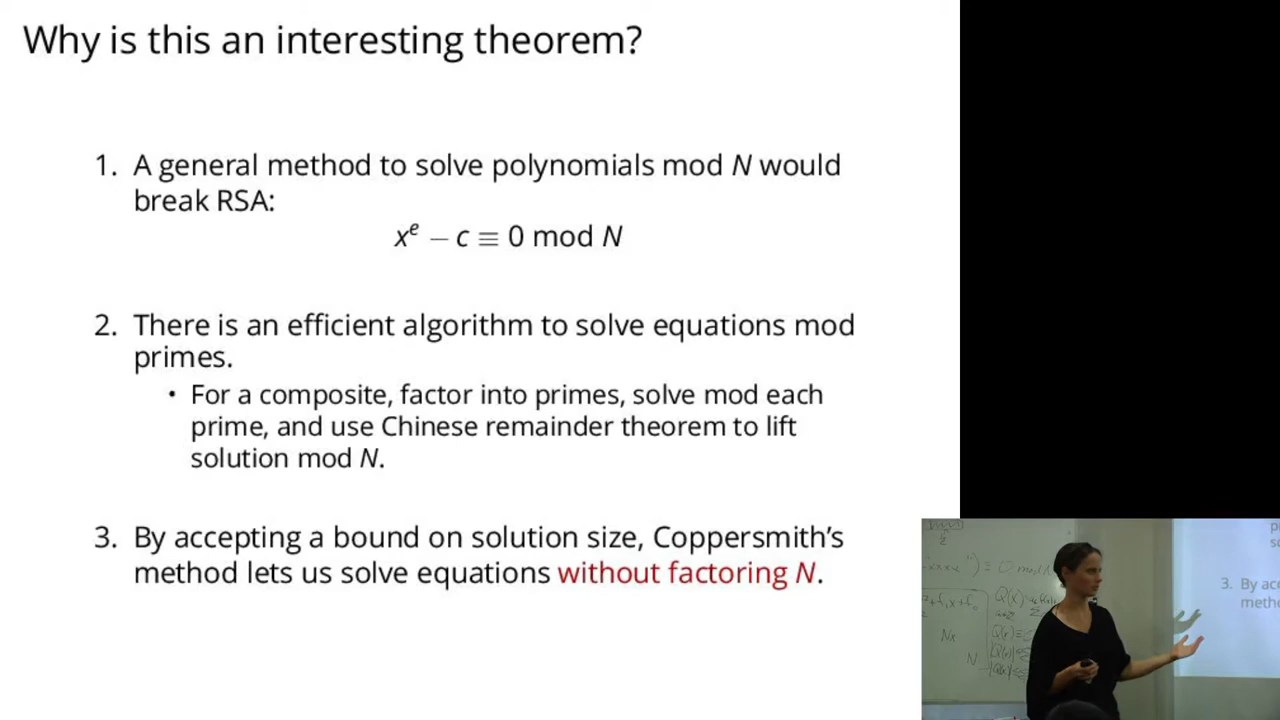 Why is this an interesting theorem?
1. A general method to solve polynomials mod N would
break RSA:
xᵉ − c ≡ 0 mod N
2. There is an efficient algorithm to solve equations mod
primes.
• For a composite, factor into primes, solve mod each
prime, and use Chinese remainder theorem to lift
solution mod N.
3. By accepting a bound on solution size, Coppersmith's
method lets us solve equations without factoring N.
Nx
N
3. By acc
metho